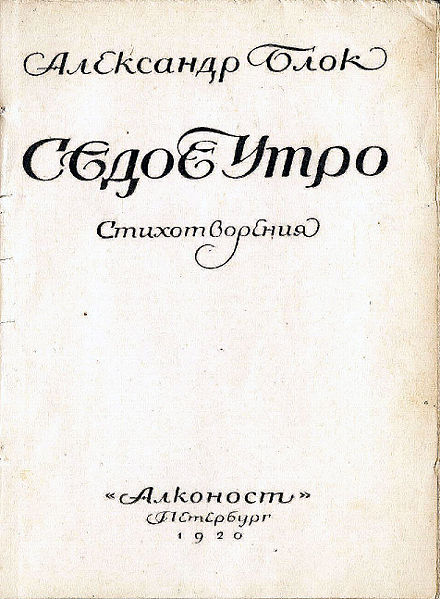 Александр Блок
Седое Утро
Стихотворения
«Алконост»
Петербург
1920